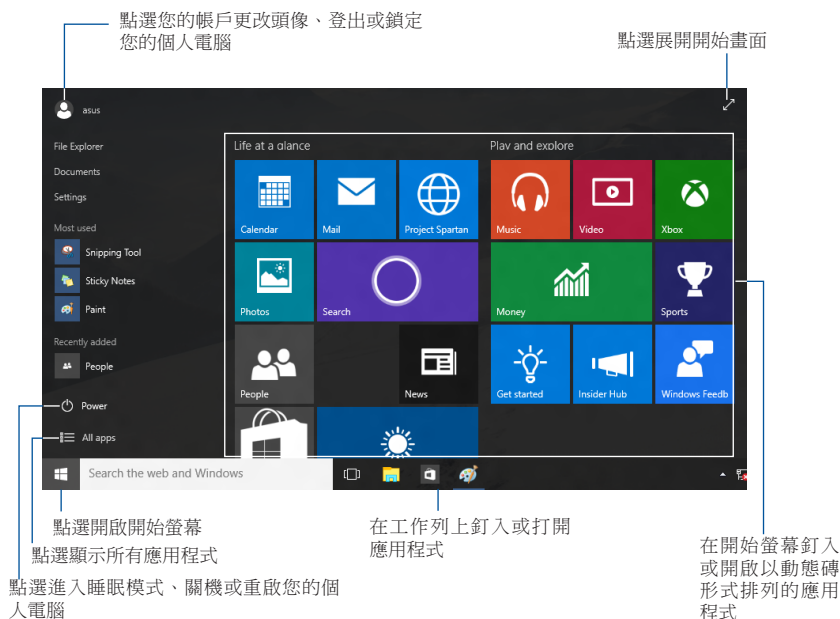 點選您的帳戶更改頭像、登出或鎖定
您的個人電腦
點選展開開始畫面
asus
File Explorer
Documents
Settings
Most used
Snipping Tool
Sticky Notes
Paint
Recently added
People
Power
All apps
Search the web and Windows
Life at a glance
Calendar
Mail
Project Spartan
Photos
Search
People
News
Play and explore
Music
Video
Xbox
Money
Sports
Get started
Insider Hub
Windows Feedb
點選開啟開始螢幕
點選顯示所有應用程式
點選進入睡眠模式、關機或重啟您的個
人電腦
在工作列上釘入或打開
應用程式
在開始螢幕釘入
或開啟以動態磚
形式排列的應用
程式